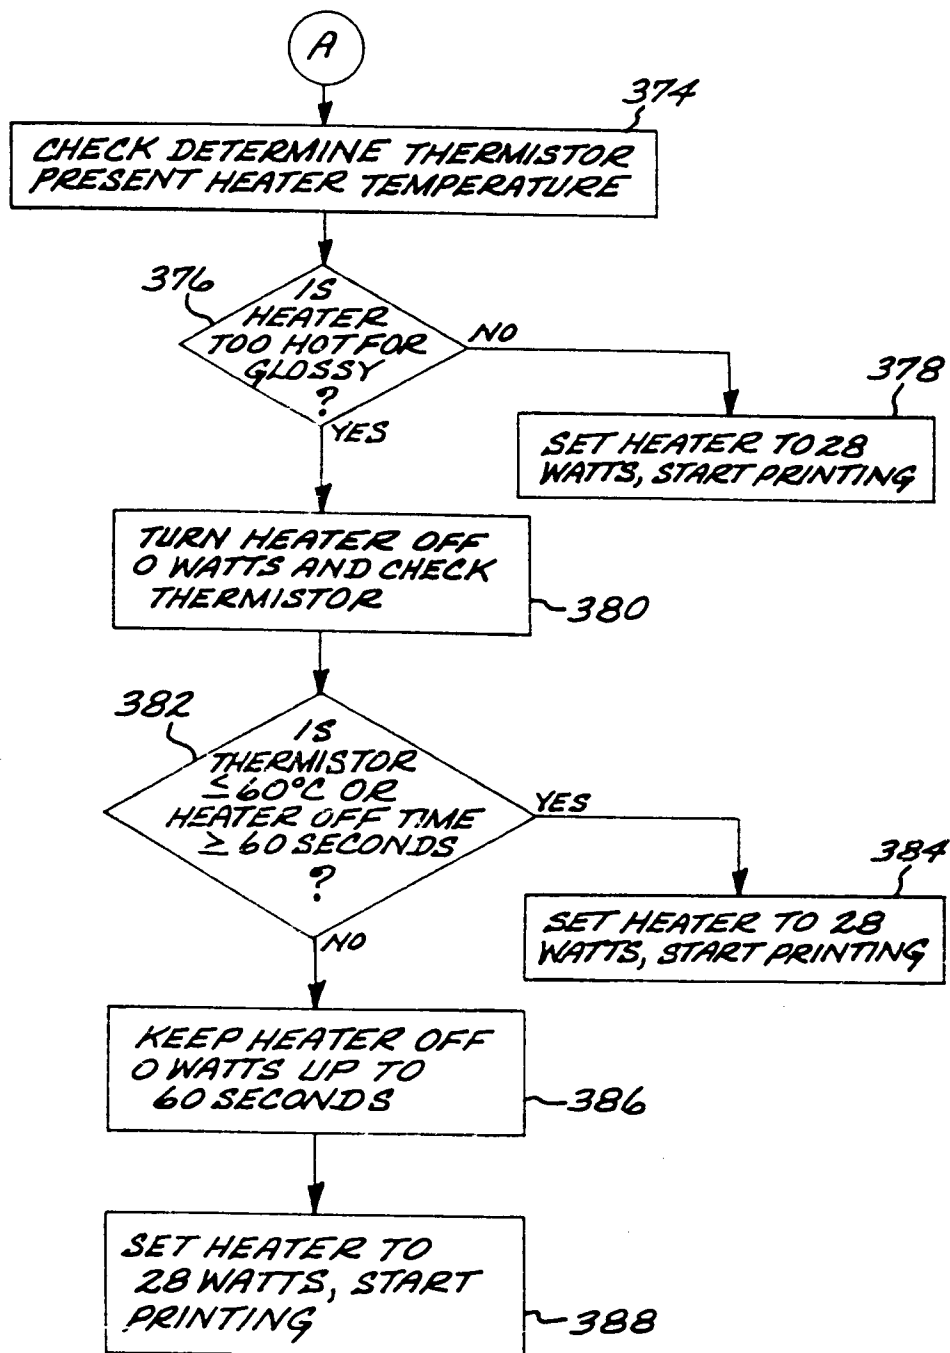 A
374
CHECK DETERMINE THERMISTOR
PRESENT HEATER TEMPERATURE
376
IS
HEATER
TOO HOT FOR
GLOSSY
?
NO
YES
378
SET HEATER TO 28
WATTS, START PRINTING
TURN HEATER OFF
0 WATTS AND CHECK
THERMISTOR
380
382
IS
THERMISTOR
≤60°C OR
HEATER OFF TIME
≥ 60 SECONDS
?
YES
NO
384
SET HEATER TO 28
WATTS, START PRINTING
KEEP HEATER OFF
0 WATTS UP TO
60 SECONDS
386
SET HEATER TO
28 WATTS, START
PRINTING
388